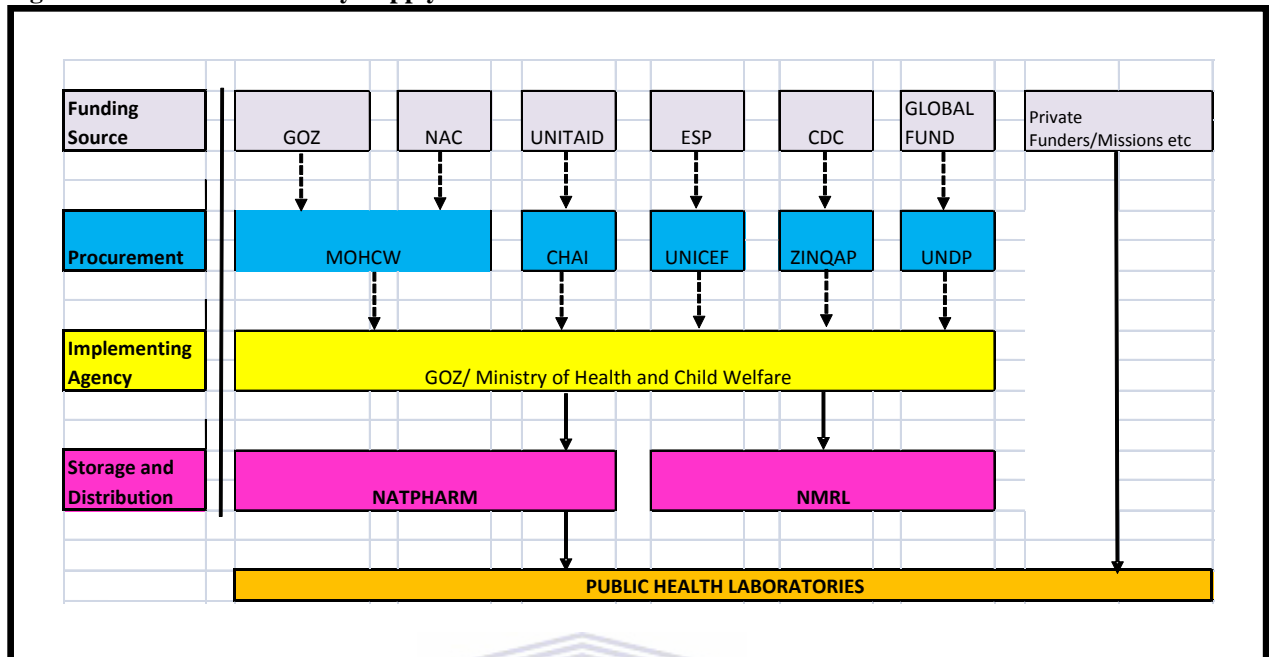 Funding
Source
GOZ
NAC
UNITAID
ESP
CDC
GLOBAL
FUND
Private
Funders/Missions etc
Procurement
MOHCW
CHAI
UNICEF
ZINQAP
UNDP
Implementing
Agency
GOZ/ Ministry of Health and Child Welfare
Storage and
Distribution
NATPHARM
NMRL
PUBLIC HEALTH LABORATORIES